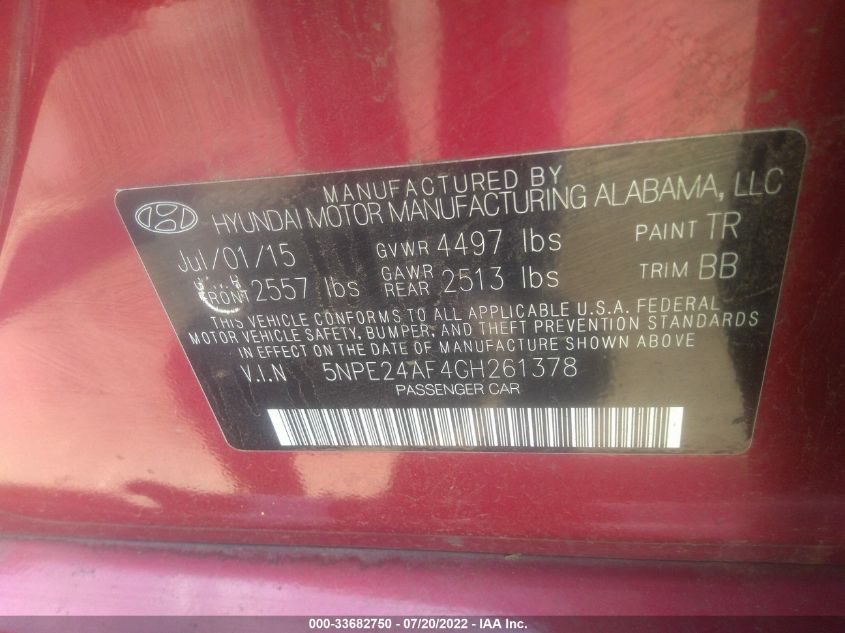 MANUFACTURED BY
HYUNDAI MOTOR MANUFACTURING ALABAMA, LLC
Jul/01/15 GVWR 4497 lbs PAINT TR
FRONT 2557 lbs GAWR REAR 2513 lbs TRIM BB
THIS VEHICLE CONFORMS TO ALL APPLICABLE U.S.A. FEDERAL
MOTOR VEHICLE SAFETY, BUMPER, AND THEFT PREVENTION STANDARDS
IN EFFECT ON THE DATE OF MANUFACTURE SHOWN ABOVE
V.I.N 5NPE24AF4GH261378
PASSENGER CAR
000-33682750 - 07/20/2022 - IAA Inc.